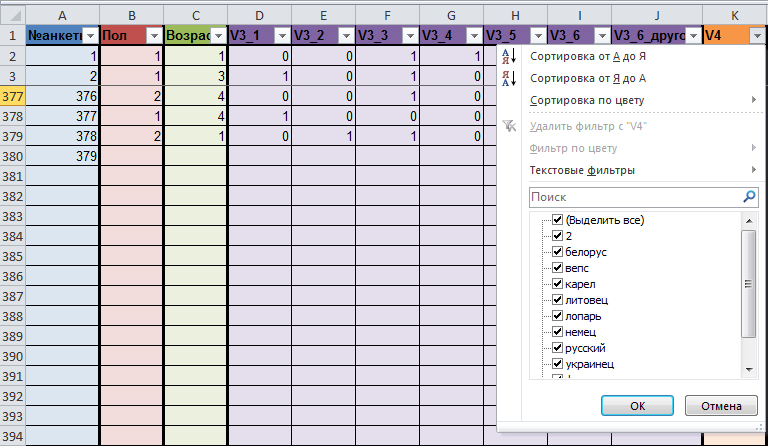 A B C D E F G H I J K
1 №анкеты Пол Возрас V3_1 V3_2 V3_3 V3_4 V3_5 V3_6 V3_6_друго V4
2 1 1 1 0 0 1 1
3 2 1 3 1 0 1 0
377 376 2 4 0 0 1 0
378 377 1 4 1 0 0 0
379 378 2 1 0 1 1 0
380 379
381
382
383
384
385
386
387
388
389
390
391
392
393
394
Сортировка от А до Я
Сортировка от Я до А
Сортировка по цвету
Удалить фильтр с "V4"
Фильтр по цвету
Текстовые фильтры
Поиск
(Выделить все)
2
белорус
вепс
карел
литовец
лопарь
немец
русский
украинец
ОК Отмена